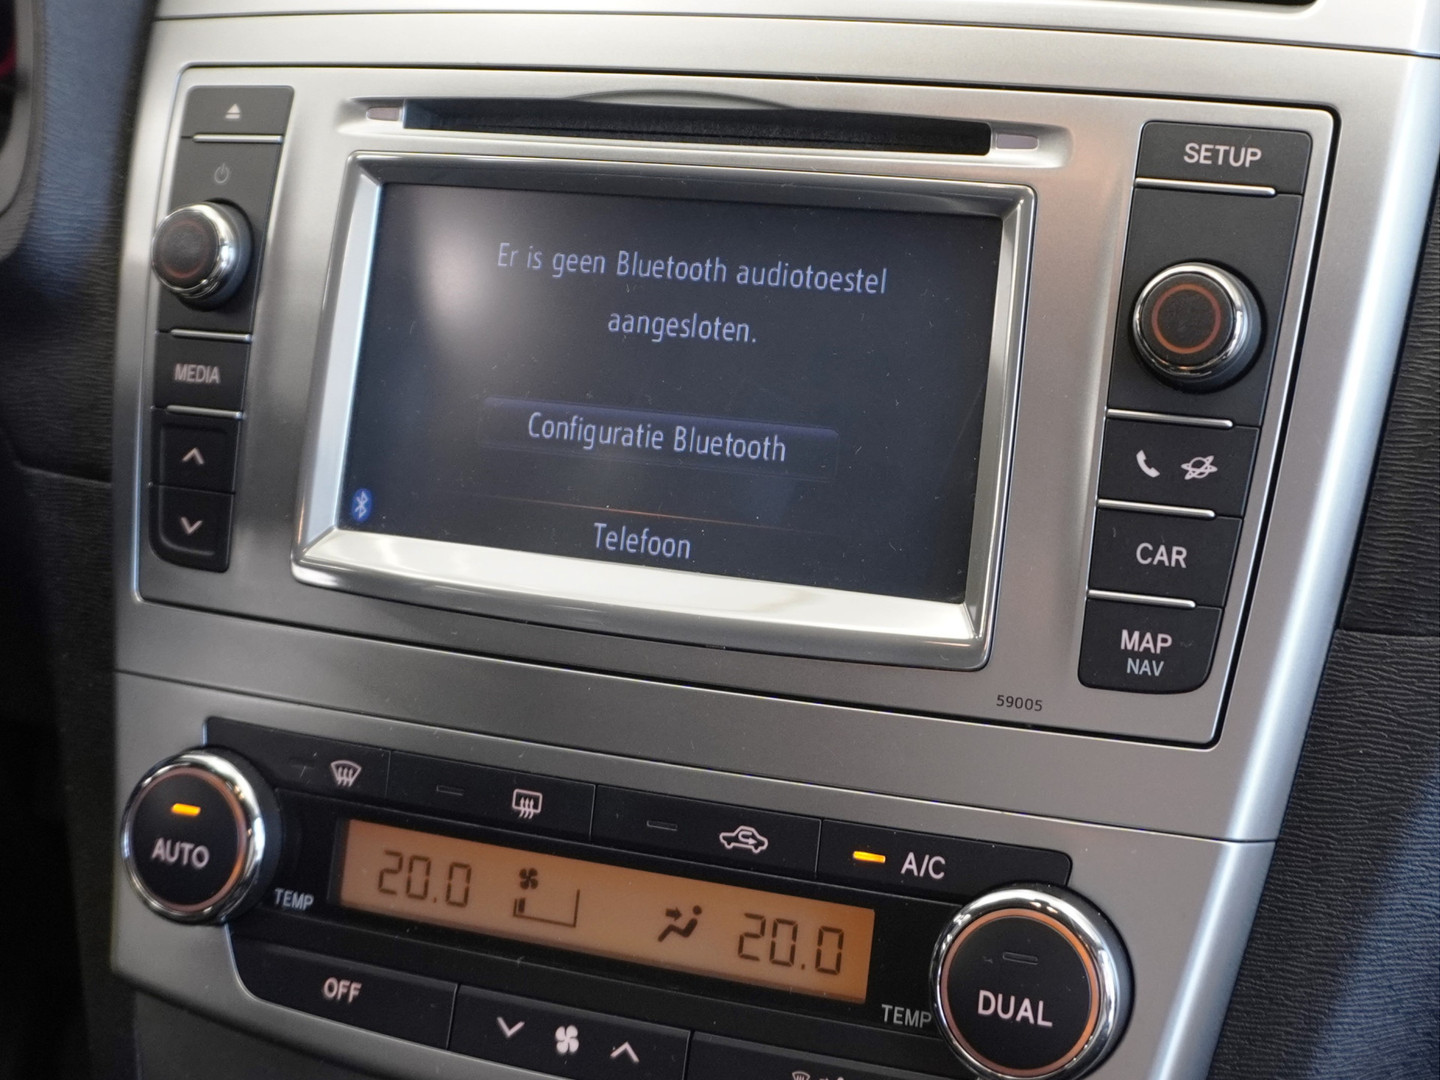 SETUP
Er is geen Bluetooth audiotoestel
aangesloten.
MEDIA
Configuratie Bluetooth
Telefoon
CAR
MAP
NAV
59005
AUTO
A/C
TEMP
20.0
20.0
TEMP
OFF
DUAL